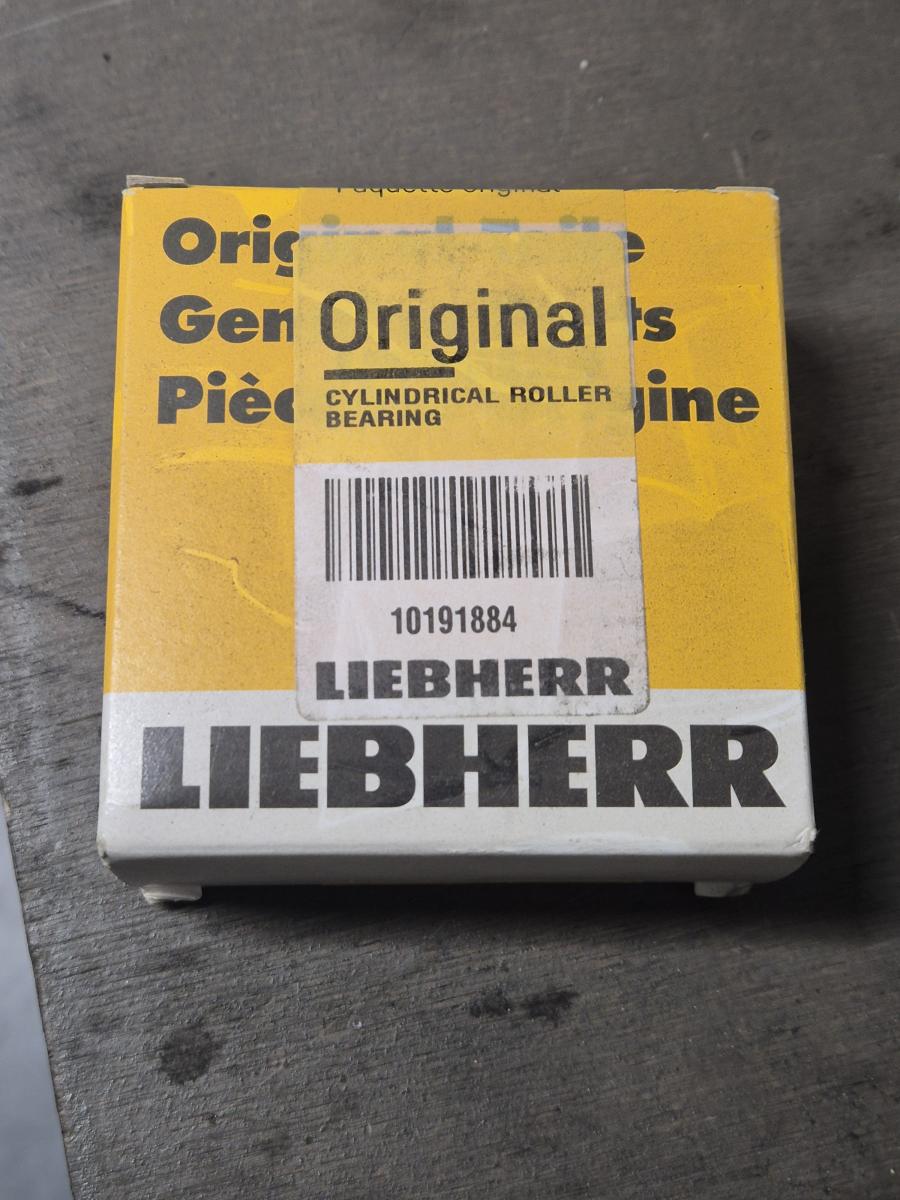 Orig
Gen ts
Pièc gine
Original
CYLINDRICAL ROLLER
BEARING
10191884
LIEBHERR
LIEBHERR